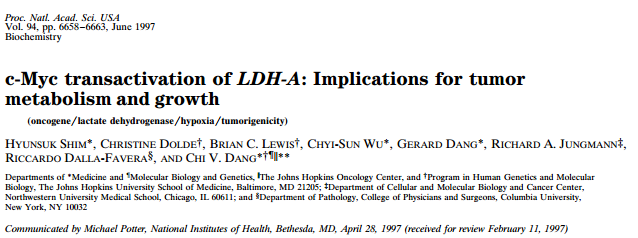 Proc. Natl. Acad. Sci. USA
Vol. 94, pp. 6658–6663, June 1997
Biochemistry
c-Myc transactivation of LDH-A: Implications for tumor
metabolism and growth
(oncogene/lactate dehydrogenase/hypoxia/tumorigenicity)
HYUNSUK SHIM*, CHRISTINE DOLDE†, BRIAN C. LEWIS†, CHYI-SUN WU*, GERARD DANG*, RICHARD A. JUNGMANN‡,
RICCARDO DALLA-FAVERA§, AND CHI V. DANG*†¶‖**
Departments of *Medicine and ¶Molecular Biology and Genetics, ‖The Johns Hopkins Oncology Center, and †Program in Human Genetics and Molecular
Biology, The Johns Hopkins University School of Medicine, Baltimore, MD 21205; ‡Department of Cellular and Molecular Biology and Cancer Center,
Northwestern University Medical School, Chicago, IL 60611; and §Department of Pathology, College of Physicians and Surgeons, Columbia University,
New York, NY 10032
Communicated by Michael Potter, National Institutes of Health, Bethesda, MD, April 28, 1997 (received for review February 11, 1997)